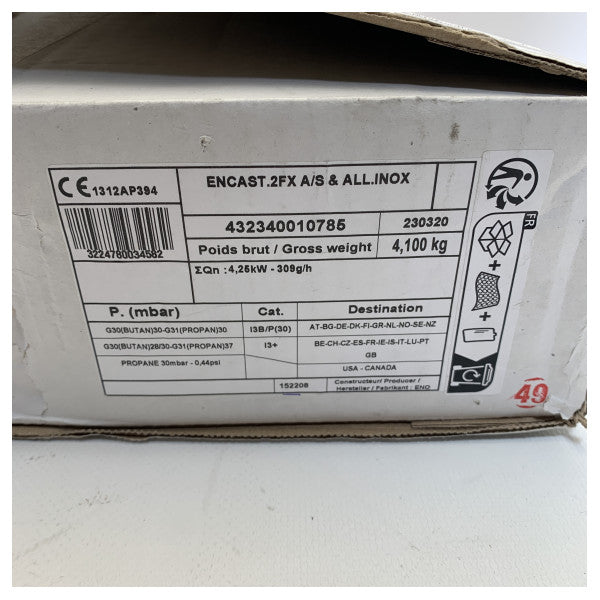 CE 1312AP394
ENCAST.2FX A/S & ALL.INOX
3224780034582
432340010785
230320
Poids brut / Gross weight
4,100 kg
ΣQn : 4,25kW - 309g/h
P. (mbar)
Cat.
Destination
G30(BUTAN)30-G31(PROPAN)30
I3B/P(30)
AT-BG-DE-DK-FI-GR-NL-NO-SE-NZ
G30(BUTAN)28/30-G31(PROPAN)37
I3+
BE-CH-CZ-ES-FR-IE-IS-IT-LU-PT
GB
PROPANE 30mbar - 0,44psi
USA - CANADA
152208
Constructeur/ Producer /
Hersteller / Fabrikant : ENO
FR
+
+
49